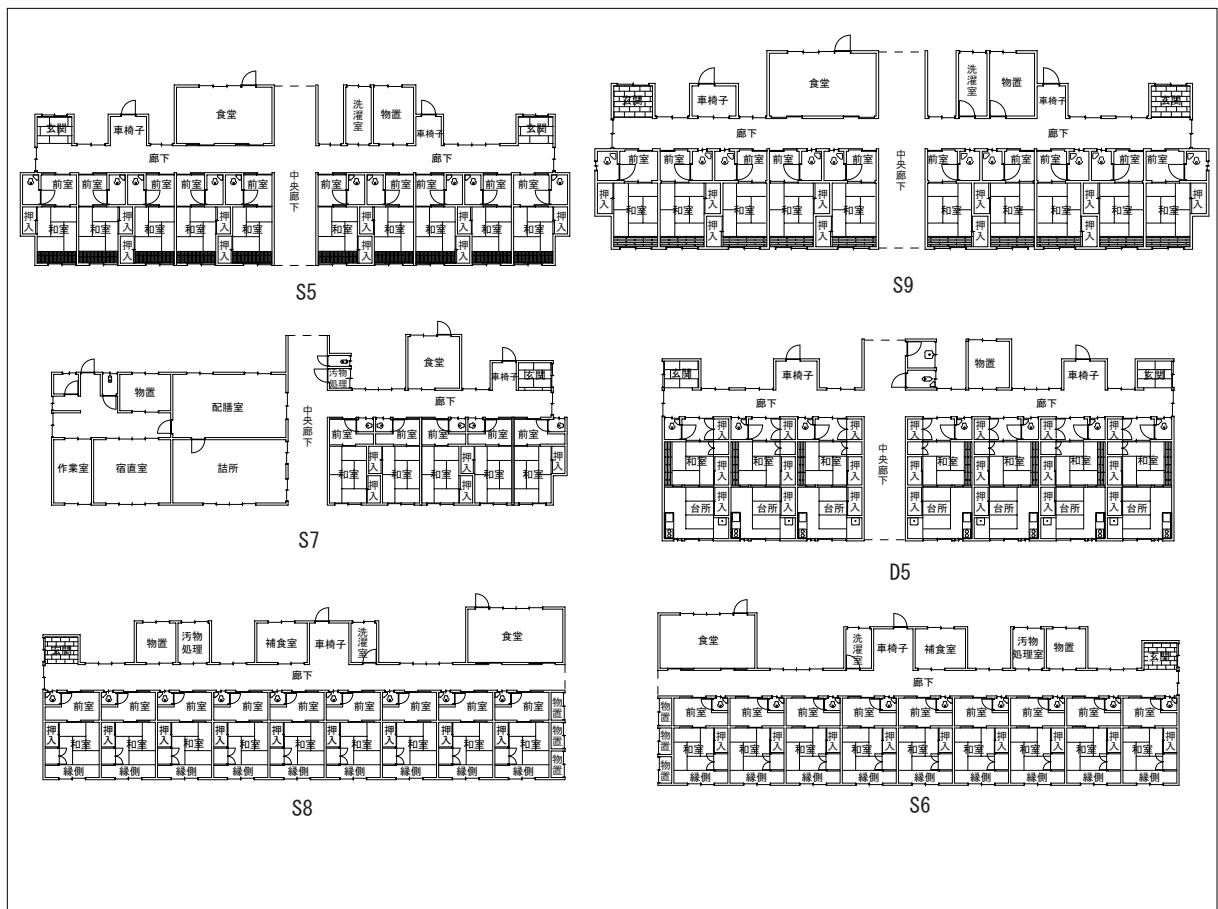 玄関 車椅子 食堂 洗濯室 物置 車椅子 玄関
廊下 中央廊下 廊下
前室 前室 前室 前室 前室 前室 前室 前室 前室 前室
押入 和室 和室 押入 和室 和室 押入 和室 和室 押入 和室 和室 押入 和室 和室 押入
押入 押入 押入 押入
S5
玄関 車椅子 食堂 洗濯室 物置 車椅子 玄関
廊下 中央廊下 廊下
前室 前室 前室 前室 前室 前室 前室 前室 前室 前室
押入 和室 和室 押入 和室 和室 押入 和室 和室 押入 和室 和室 押入 和室 和室 押入
押入 押入 押入 押入
S9
物置 配膳室 中央廊下 汚物処理 食堂 車椅子 玄関
廊下
作業室 宿直室 詰所
前室 前室 前室 前室 前室
和室 押入 和室 和室 押入 和室 和室 押入
押入 押入
S7
玄関 車椅子 物置 車椅子 玄関
廊下 中央廊下 廊下
押入 押入 押入 押入 押入 押入 押入
和室 和室 和室 和室 和室 和室 和室
台所 押入 台所 押入 台所 押入 押入 台所 押入 台所 押入 台所 押入 台所
D5
玄関 物置 汚物処理 補食室 車椅子 洗濯室 食堂
廊下
前室 前室 前室 前室 前室 前室 前室 前室 前室 物置
押入 和室 押入 和室 押入 和室 押入 和室 押入 和室 押入 和室 押入 和室 押入 和室 押入 和室 物置
縁側 縁側 縁側 縁側 縁側 縁側 縁側 縁側 縁側 物置
S8
食堂 洗濯室 車椅子 補食室 汚物処理室 物置 玄関
廊下
物置 前室 前室 前室 前室 前室 前室 前室 前室 前室
物置 和室 押入 和室 押入 和室 押入 和室 押入 和室 押入 和室 押入 和室 押入 和室 押入 和室 押入
物置 縁側 縁側 縁側 縁側 縁側 縁側 縁側 縁側 縁側
S6